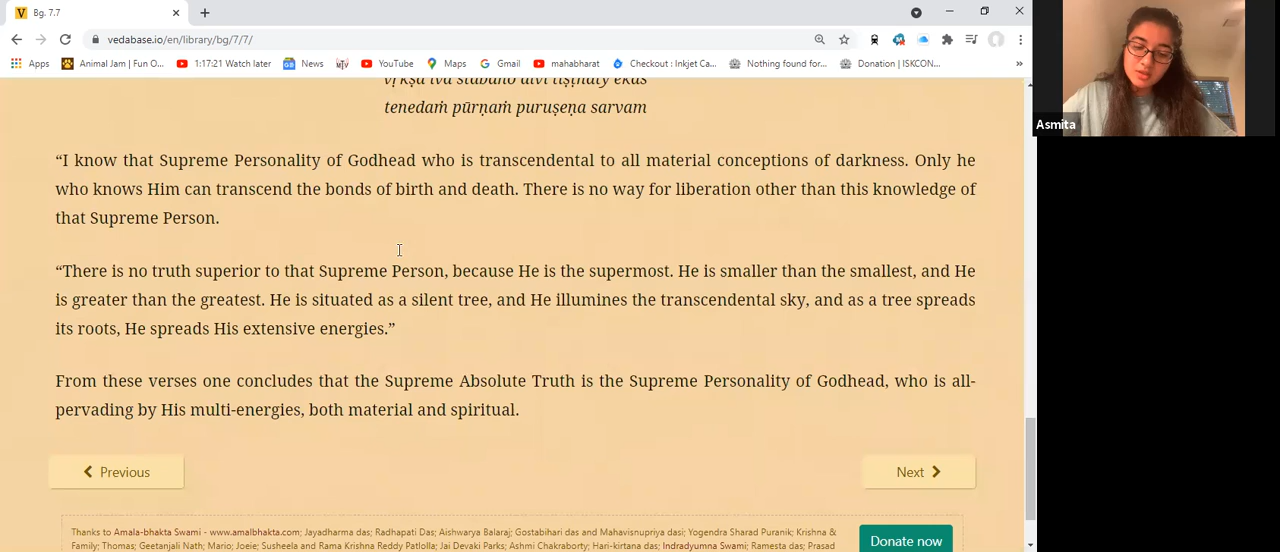 Bg. 7.7
vedabase.io/en/library/bg/7/7/
Apps Animal Jam | Fun O... 1:17:21 Watch later News Maps YouTube Gmail mahabharat Checkout : Inkjet Ca... Nothing found for... Donation | ISKCON... »
Asmita
tenedaṁ pūrṇaṁ puruṣeṇa sarvam
“I know that Supreme Personality of Godhead who is transcendental to all material conceptions of darkness. Only he
who knows Him can transcend the bonds of birth and death. There is no way for liberation other than this knowledge of
that Supreme Person.
“There is no truth superior to that Supreme Person, because He is the supermost. He is smaller than the smallest, and He
is greater than the greatest. He is situated as a silent tree, and He illumines the transcendental sky, and as a tree spreads
its roots, He spreads His extensive energies.”
From these verses one concludes that the Supreme Absolute Truth is the Supreme Personality of Godhead, who is all-
pervading by His multi-energies, both material and spiritual.
Previous
Next
Thanks to Amala-bhakta Swami - www.amalbhakta.com; Jayadharma das; Radhapati Das; Aishwarya Balaraj; Gostabihari das and Mahavisnupriya dasi; Yogendra Sharad Puranik; Krishna &
Family; Thomas; Geetanjali Nath; Mario; Joeie; Susheela and Rama Krishna Reddy Patlolla; Jai Devaki Parks; Ashmi Chakraborty; Hari-kirtana das; Indradyumna Swami; Ramesta das; Prasad
Donate now